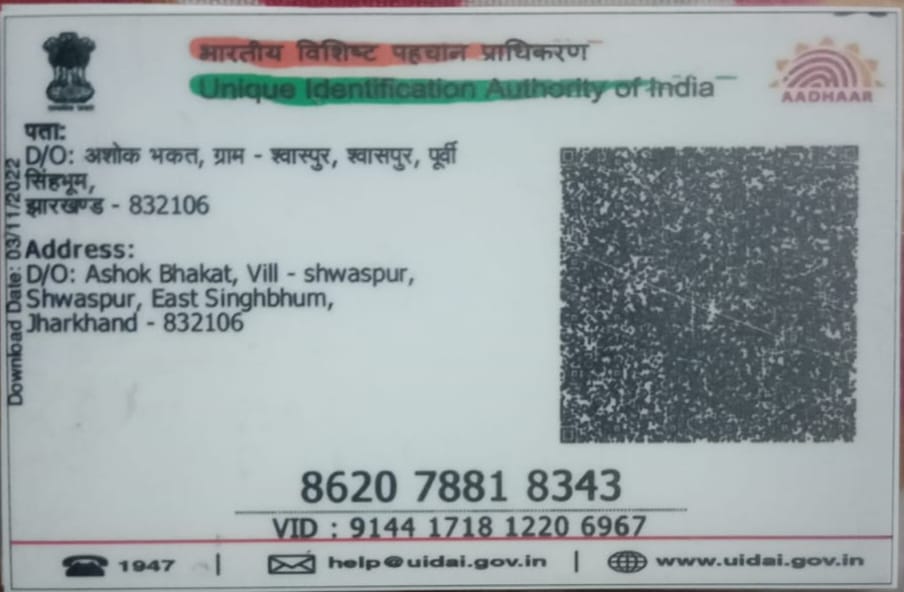 भारतीय विशिष्ट पहचान प्राधिकरण
Unique Identification Authority of India
AADHAAR
पता:
D/O: अशोक भकत, ग्राम - श्वास्पुर, श्वासपुर, पूर्वी
सिंहभूम,
झारखण्ड - 832106
Address:
D/O: Ashok Bhakat, Vill - shwaspur,
Shwaspur, East Singhbhum,
Jharkhand - 832106
Download Date: 03/11/2022
8620 7881 8343
VID : 9144 1718 1220 6967
1947 | help@uidai.gov.in | www.uidai.gov.in